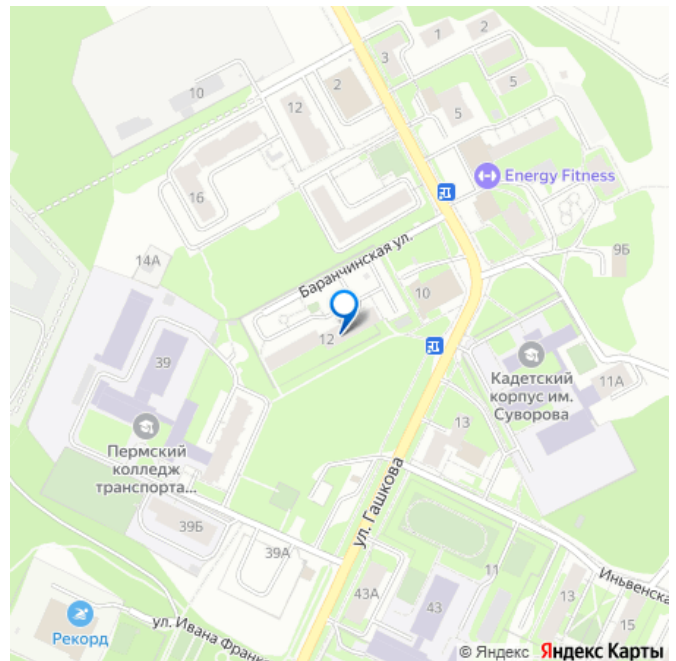 1
2
3
2
10
12
5
5
16
Energy Fitness
Баранчинская ул.
14А
9Б
10
12
39
Кадетский
корпус им.
Суворова
11А
13
Пермский
колледж
транспорта...
ул. Гашкова
39Б
39А
11
Иньвенска
43А
43
13
15
Рекорд
ул. Ивана Франк
© Яндекс Яндекс Карты